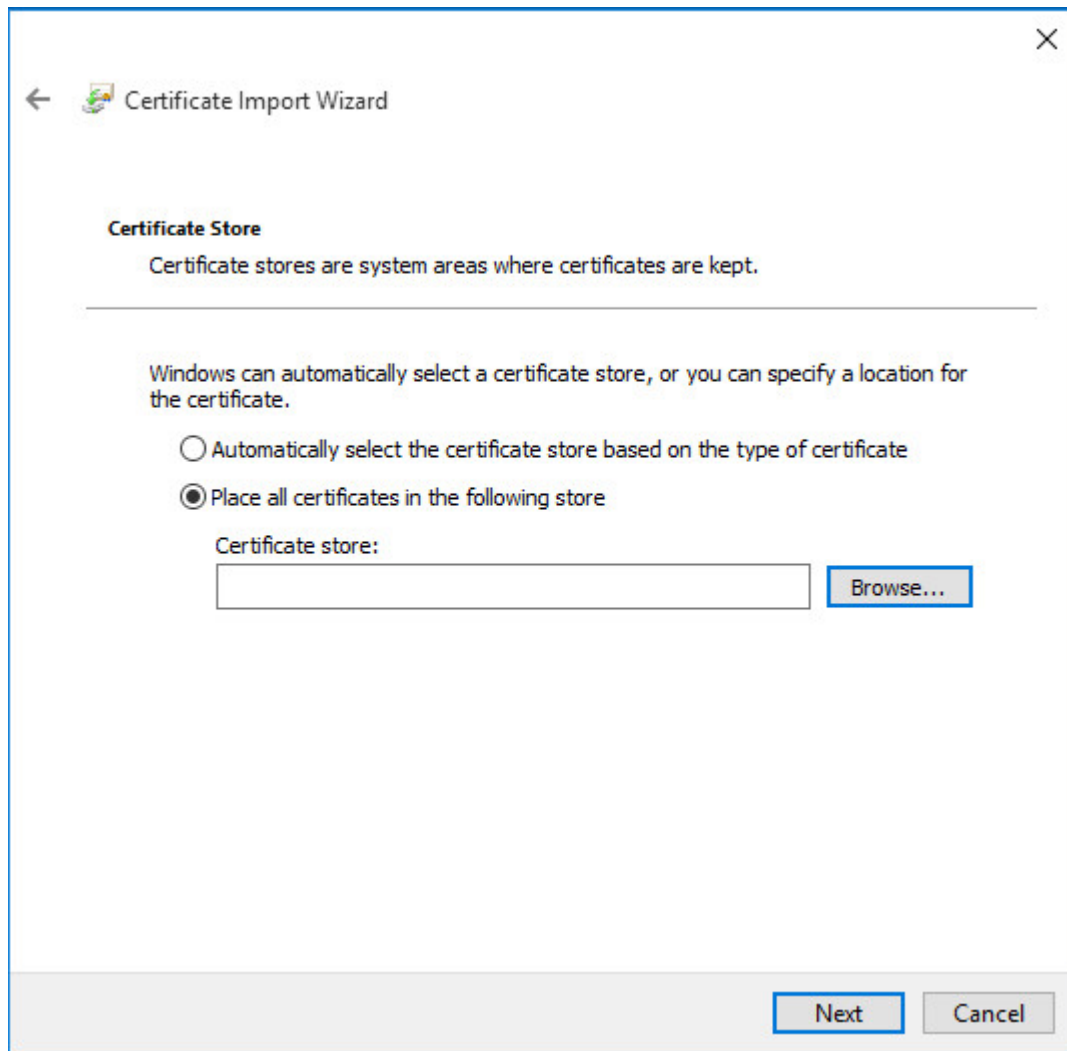 Certificate Import Wizard
Certificate Store
Certificate stores are system areas where certificates are kept.
Windows can automatically select a certificate store, or you can specify a location for
the certificate.
Automatically select the certificate store based on the type of certificate
Place all certificates in the following store
Certificate store:
Browse...
Next Cancel